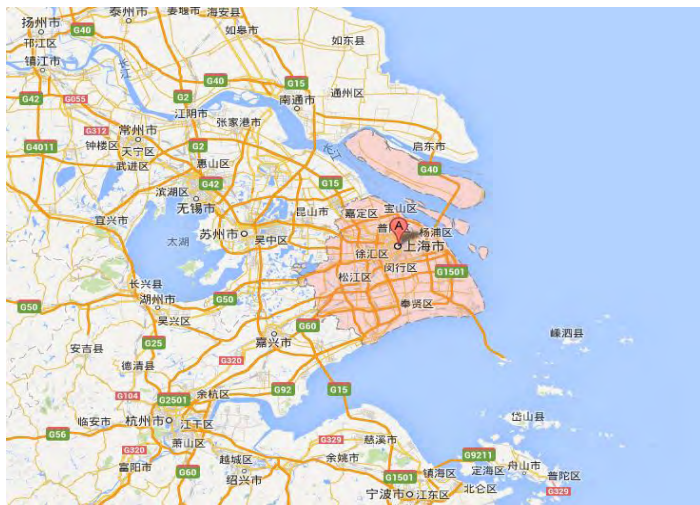 扬州市
泰州市
姜堰市
海安县
G40
邗江区
如皋市
如东县
镇江市
长江
G40
G15
通州区
G42
G655
G2
南通市
江阴市
张家港市
启东市
G312
常州市
G4011
钟楼区
天宁区
G2
长江
武进区
惠山区
G40
滨湖区
G42
G15
无锡市
宜兴市
昆山市
嘉定区
宝山区
苏州市
吴中区
普
A
杨浦区
太湖
上海市
徐汇区
闵行区
长兴县
松江区
G1501
湖州市
G50
奉贤区
G50
吴兴区
G60
嵊泗县
安吉县
G25
嘉兴市
德清县
G320
G104
G2501
余杭区
G92
G15
岱山县
临安市
杭州市
江干区
G56
萧山区
G329
慈溪市
G320
越城区
余姚市
G9211
富阳市
G60
绍兴市
镇海区
定海区
舟山市
普陀区
G1501
宁波市
江东区
北仑区
G329